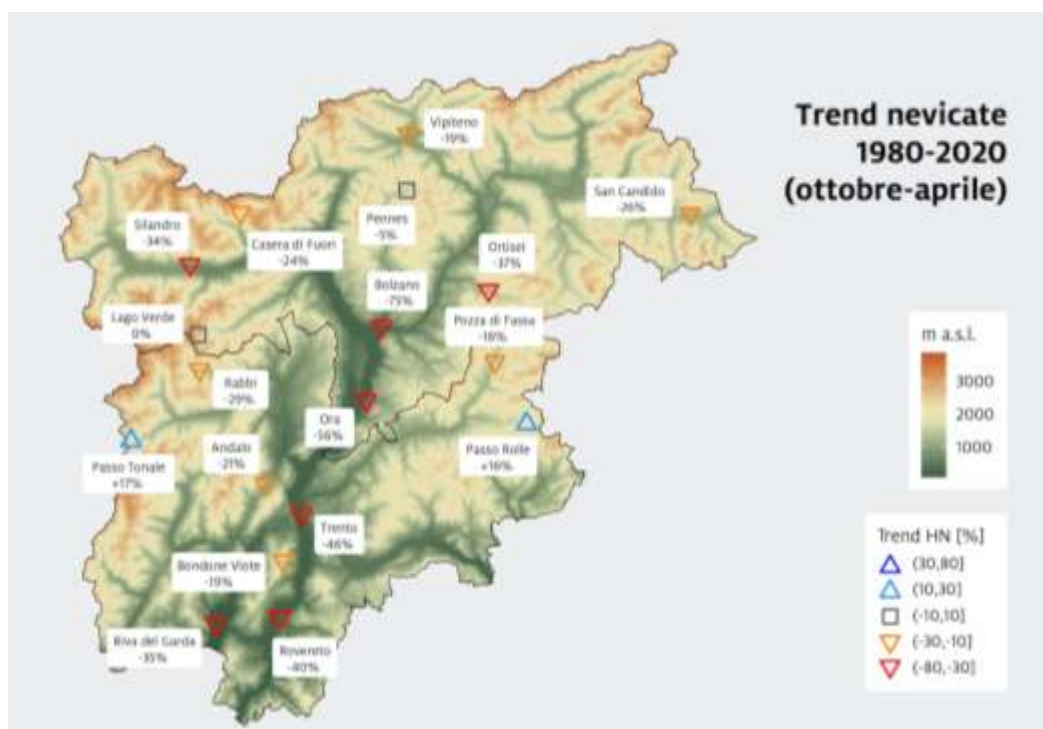 Trend nevicate
1980-2020
(ottobre-aprile)
Vipiteno
-19%
San Candido
-26%
Silandro
-34%
Pennes
-5%
Casera di Fuori
-24%
Ortisei
-37%
Bolzano
-75%
Lago Verde
0%
Pozza di Fassa
-18%
Rabbi
-29%
Ora
-56%
Andalo
-21%
Passo Rolle
+16%
Passo Tonale
+17%
Trento
-46%
Bondone Viote
-19%
Riva del Garda
-35%
Rovereto
-40%
m a.s.l.
3000
2000
1000
Trend HN [%]
(30,80]
(10,30]
(-10,10]
(-30,-10]
(-80,-30]